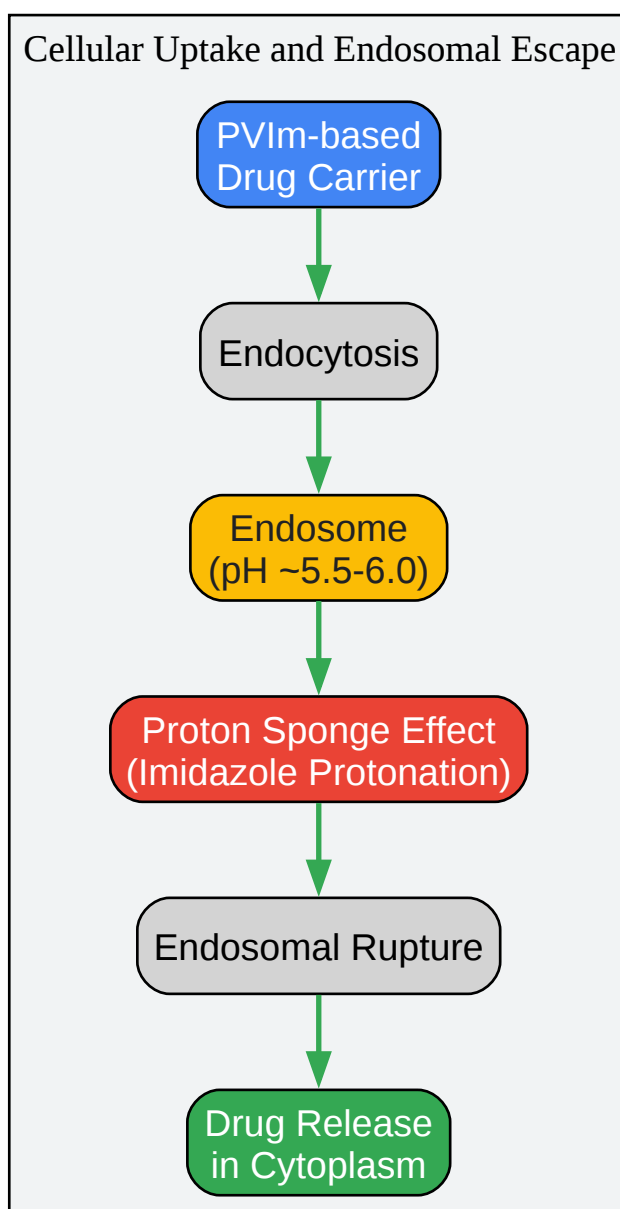 Cellular Uptake and Endosomal Escape
PVIm-based
Drug Carrier
Endocytosis
Endosome
(pH ~5.5-6.0)
Proton Sponge Effect
(Imidazole Protonation)
Endosomal Rupture
Drug Release
in Cytoplasm